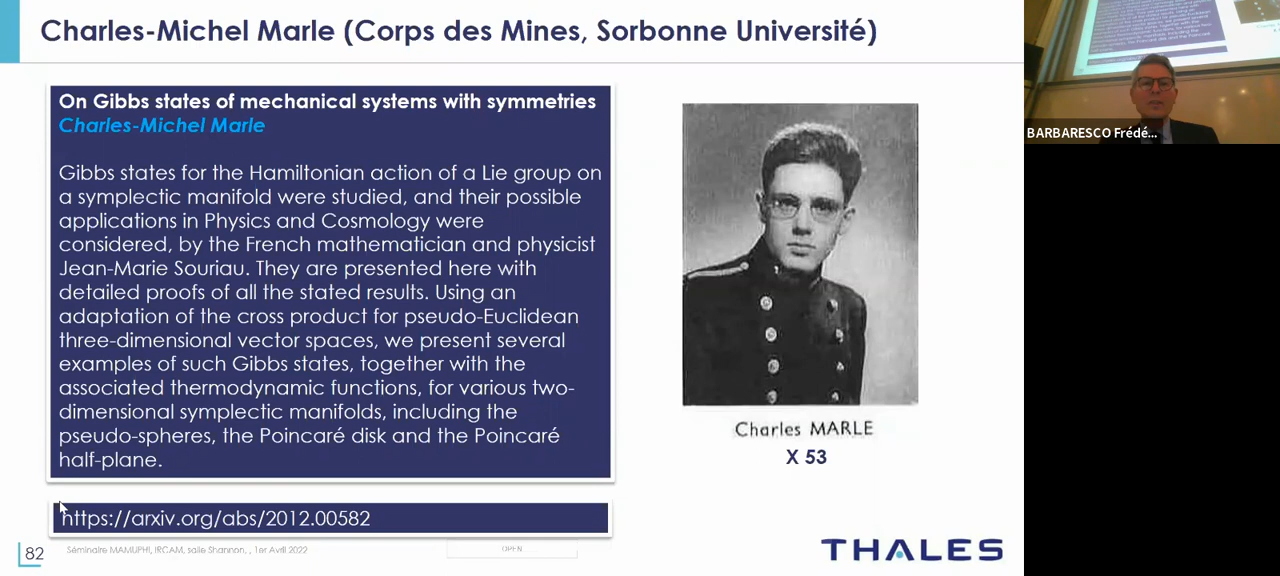 Charles-Michel Marle (Corps des Mines, Sorbonne Université)
On Gibbs states of mechanical systems with symmetries
Charles-Michel Marle
Gibbs states for the Hamiltonian action of a Lie group on
a symplectic manifold were studied, and their possible
applications in Physics and Cosmology were
considered, by the French mathematician and physicist
Jean-Marie Souriau. They are presented here with
detailed proofs of all the stated results. Using an
adaptation of the cross product for pseudo-Euclidean
three-dimensional vector spaces, we present several
examples of such Gibbs states, together with the
associated thermodynamic functions, for various two-
dimensional symplectic manifolds, including the
pseudo-spheres, the Poincaré disk and the Poincaré
half-plane.
https://arxiv.org/abs/2012.00582
Charles MARLE
X 53
82
Séminaire MAMUPHI, IRCAM, salle Shannon, , 1er Avril 2022
OPEN
THALES
BARBARESCO Frédé...